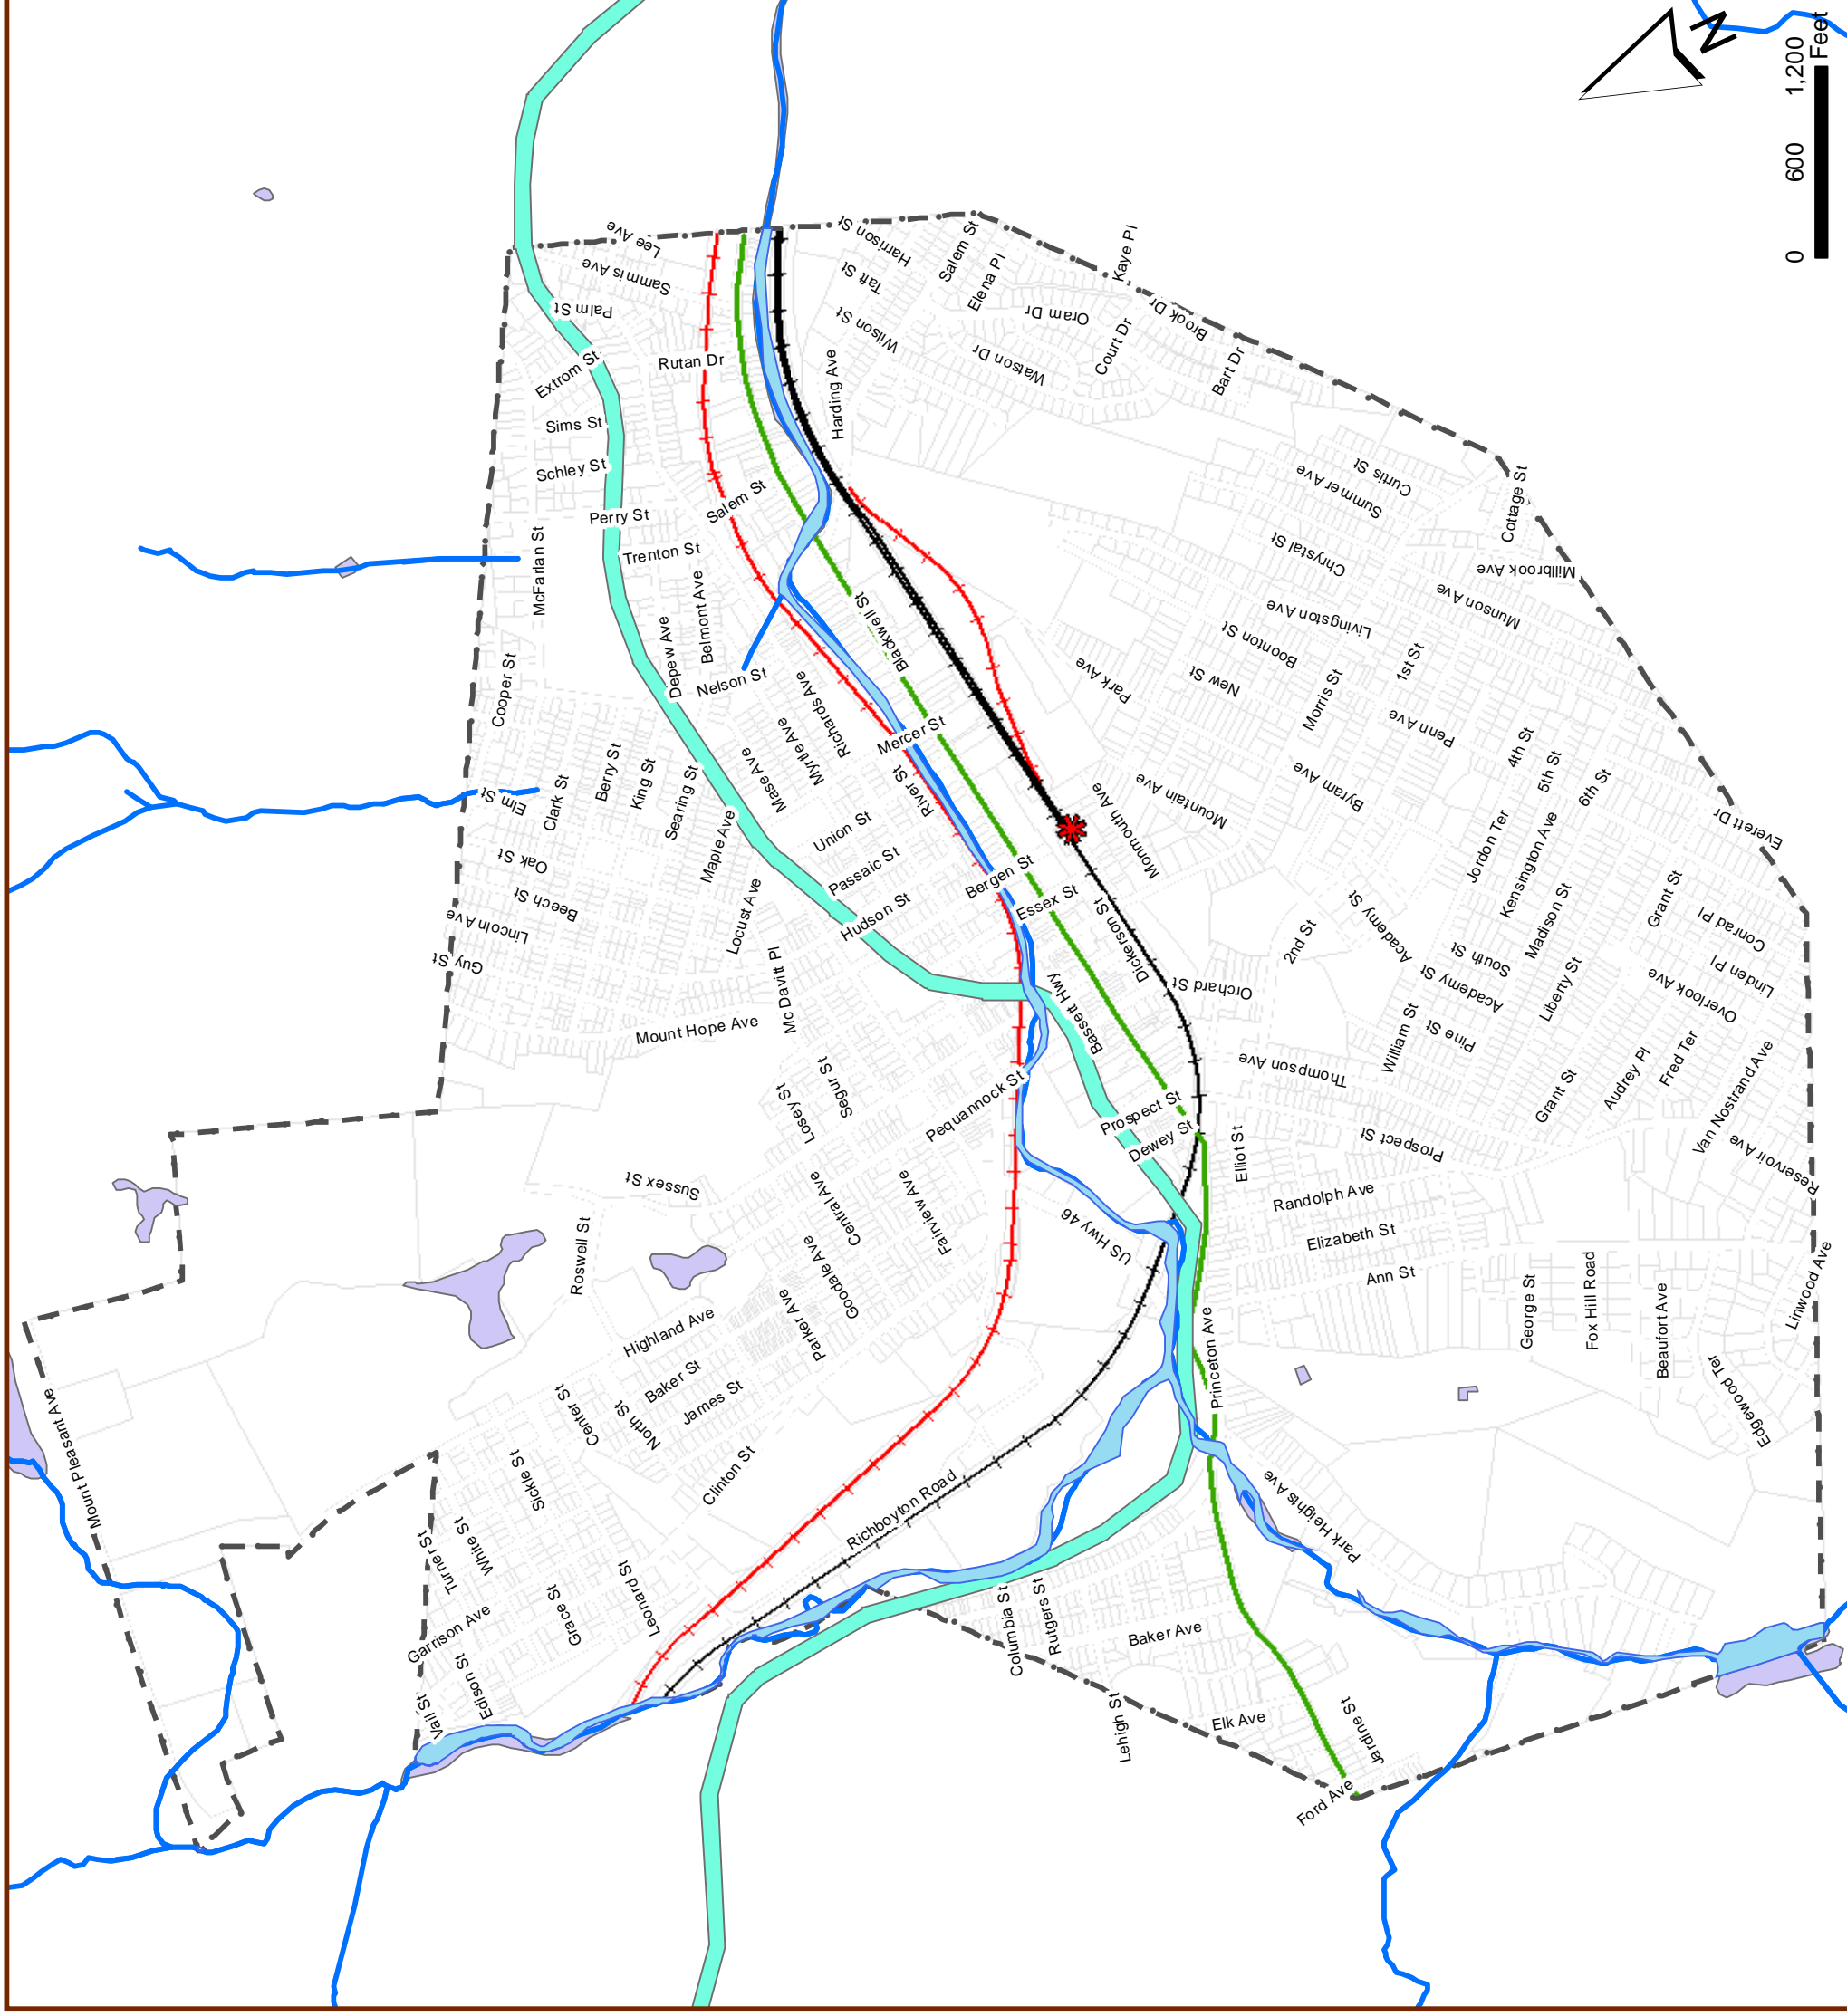 1,200
Feet
600
0
N
Lee Ave
Harrison St
Salem St
Kaye Pl
Sammis Ave
Taft St
Elena Pl
Palm St
Wilson St
Oram Dr
Brook Dr
Extrom St
Rutan Dr
Harding Ave
Watson Dr
Court Dr
Bart Dr
Sims St
Schley St
Curtis St
Summer Ave
Cottage St
Perry St
Salem St
Trenton St
Chrystal St
Millbrook Ave
McFarlan St
Belmont Ave
Depew Ave
Blackwell St
Livingston Ave
Munson Ave
Boonton St
Nelson St
Cooper St
Park Ave
New St
Morris St
1st St
Richards Ave
Myrtle Ave
Mercer St
Penn Ave
4th St
5th St
6th St
Berry St
King St
Searing St
Mase Ave
River St
Elm St
Clark St
Mountain Ave
Monmouth Ave
Byram Ave
Everett Dr
Maple Ave
Union St
Passaic St
Oak St
Bergen St
Essex St
Jordon Ter
Kensington Ave
Beech St
Lincoln Ave
Locust Ave
Hudson St
Dickerson St
2nd St
Academy St
Madison St
Grant St
Conrad Pl
Guy St
Mc Davitt Pl
Bassett Hwy
Orchard St
South St
Academy St
Liberty St
Linden Pl
Overlook Ave
Mount Hope Ave
William St
Pine St
Thompson Ave
Segur St
Losey St
Pequannock St
Prospect St
Dewey St
Elliot St
Prospect St
Grant St
Audrey Pl
Fred Ter
Van Nostrand Ave
Reservoir Ave
Sussex St
Central Ave
Fairview Ave
US Hwy 46
Randolph Ave
Elizabeth St
Ann St
Roswell St
Goodale Ave
Parker Ave
Highland Ave
Princeton Ave
George St
Fox Hill Road
Beaufort Ave
Linwood Ave
Edgewood Ter
Baker St
James St
Center St
North St
Mount Pleasant Ave
Sickle St
Clinton St
Richboyton Road
Park Heights Ave
Turner St
White St
Garrison Ave
Grace St
Leonard St
Columbia St
Rutgers St
Baker Ave
Vail St
Edison St
Lehigh St
Elk Ave
Jardine St
Ford Ave